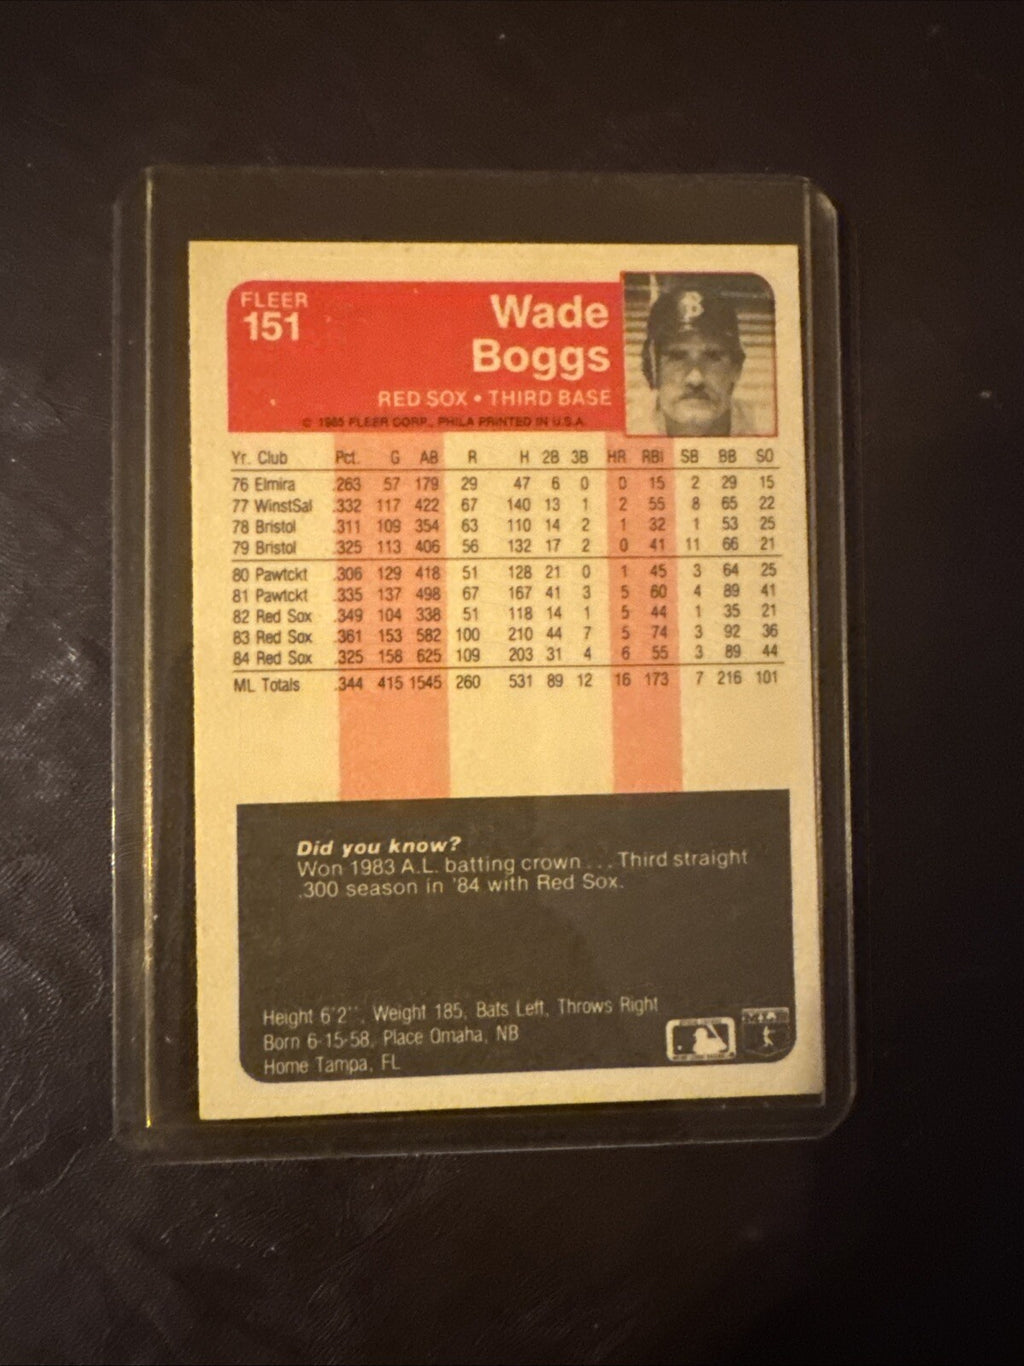 FLEER
151
Wade
Boggs
RED SOX • THIRD BASE
© 1985 FLEER CORP., PHILA PRINTED IN U.S.A.
Yr. Club Pct. G AB R H 2B 3B HR RBI SB BB SO
76 Elmira .263 57 179 29 47 6 0 0 15 2 29 15
77 WinstSal .332 117 422 67 140 13 1 2 55 8 65 22
78 Bristol .311 109 354 63 110 14 2 1 32 1 53 25
79 Bristol .325 113 406 56 132 17 2 0 41 11 66 21
80 Pawtckt .306 129 418 51 128 21 0 1 45 3 64 25
81 Pawtckt .335 137 498 67 167 41 3 5 60 4 89 41
82 Red Sox .349 104 338 51 118 14 1 5 44 1 35 21
83 Red Sox .361 153 582 100 210 44 7 5 74 3 92 36
84 Red Sox .325 158 625 109 203 31 4 6 55 3 89 44
ML Totals .344 415 1545 260 531 89 12 16 173 7 216 101
Did you know?
Won 1983 A.L. batting crown . . . Third straight
.300 season in '84 with Red Sox.
Height 6'2'', Weight 185, Bats Left, Throws Right
Born 6-15-58, Place Omaha, NB
Home Tampa, FL